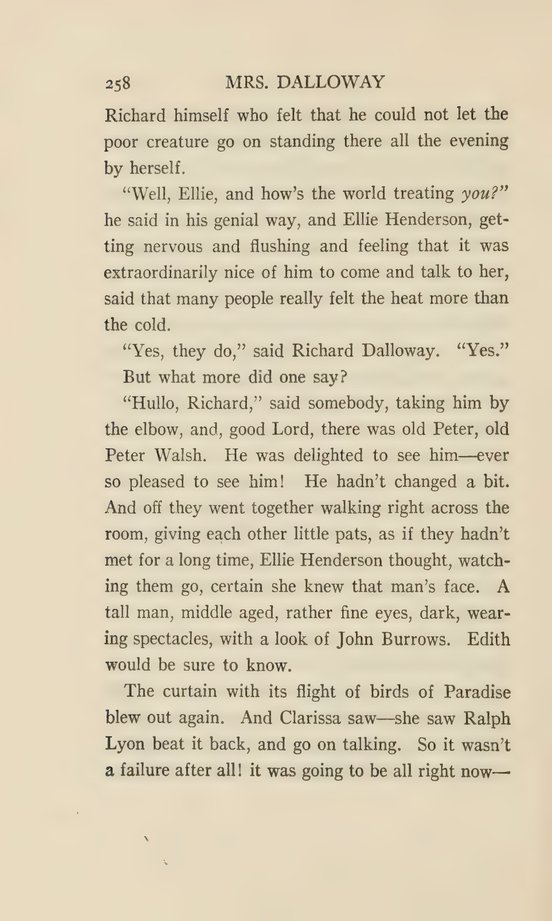 258 MRS. DALLOWAY
Richard himself who felt that he could not let the
poor creature go on standing there all the evening
by herself.
"Well, Ellie, and how's the world treating you?"
he said in his genial way, and Ellie Henderson, get-
ting nervous and flushing and feeling that it was
extraordinarily nice of him to come and talk to her,
said that many people really felt the heat more than
the cold.
"Yes, they do," said Richard Dalloway. "Yes."
But what more did one say?
"Hullo, Richard," said somebody, taking him by
the elbow, and, good Lord, there was old Peter, old
Peter Walsh. He was delighted to see him—ever
so pleased to see him! He hadn't changed a bit.
And off they went together walking right across the
room, giving each other little pats, as if they hadn't
met for a long time, Ellie Henderson thought, watch-
ing them go, certain she knew that man's face. A
tall man, middle aged, rather fine eyes, dark, wear-
ing spectacles, with a look of John Burrows. Edith
would be sure to know.
The curtain with its flight of birds of Paradise
blew out again. And Clarissa saw—she saw Ralph
Lyon beat it back, and go on talking. So it wasn't
a failure after all! it was going to be all right now—